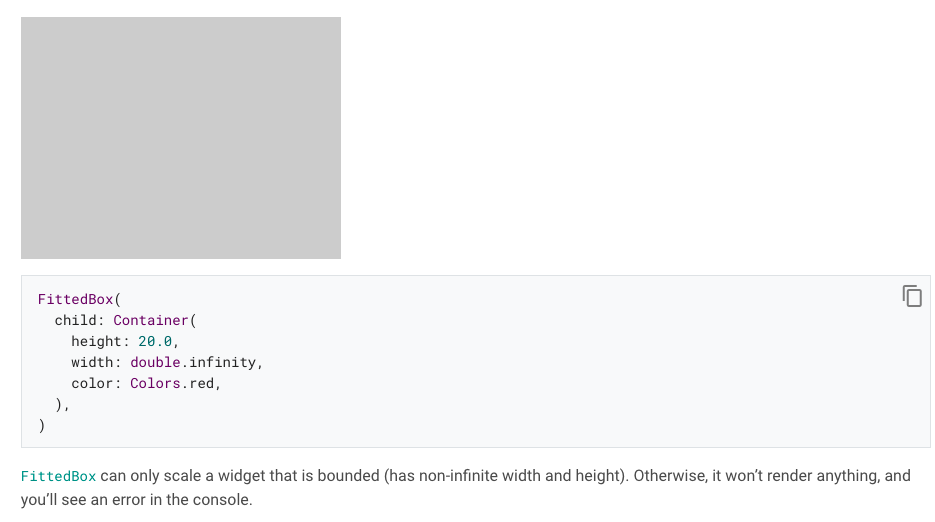 FittedBox(
  child: Container(
    height: 20.0,
    width: double.infinity,
    color: Colors.red,
  ),
)
FittedBox can only scale a widget that is bounded (has non-infinite width and height). Otherwise, it won’t render anything, and
you’ll see an error in the console.